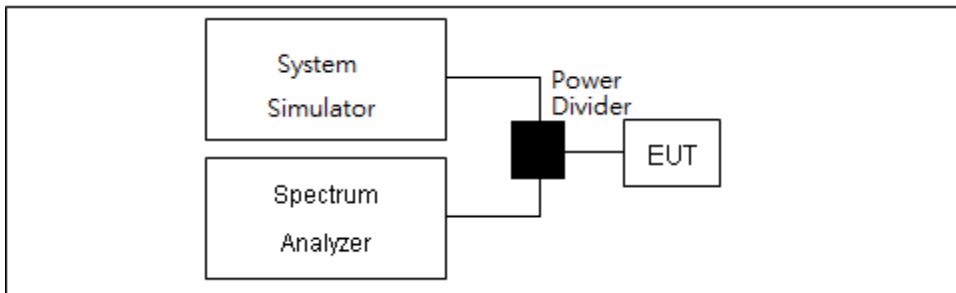 System
Simulator
Power
Divider
EUT
Spectrum
Analyzer